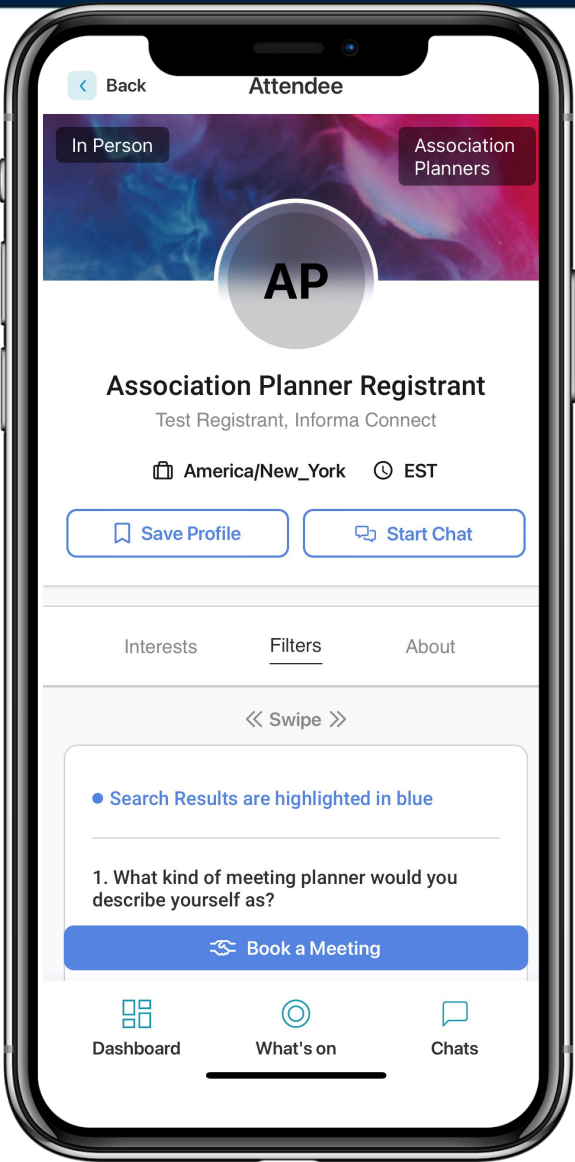 Back
Attendee
In Person
Association
Planners
AP
Association Planner Registrant
Test Registrant, Informa Connect
America/New_York
EST
Save Profile
Start Chat
Interests
Filters
About
Swipe
Search Results are highlighted in blue
1. What kind of meeting planner would you
describe yourself as?
Book a Meeting
Dashboard
What's on
Chats